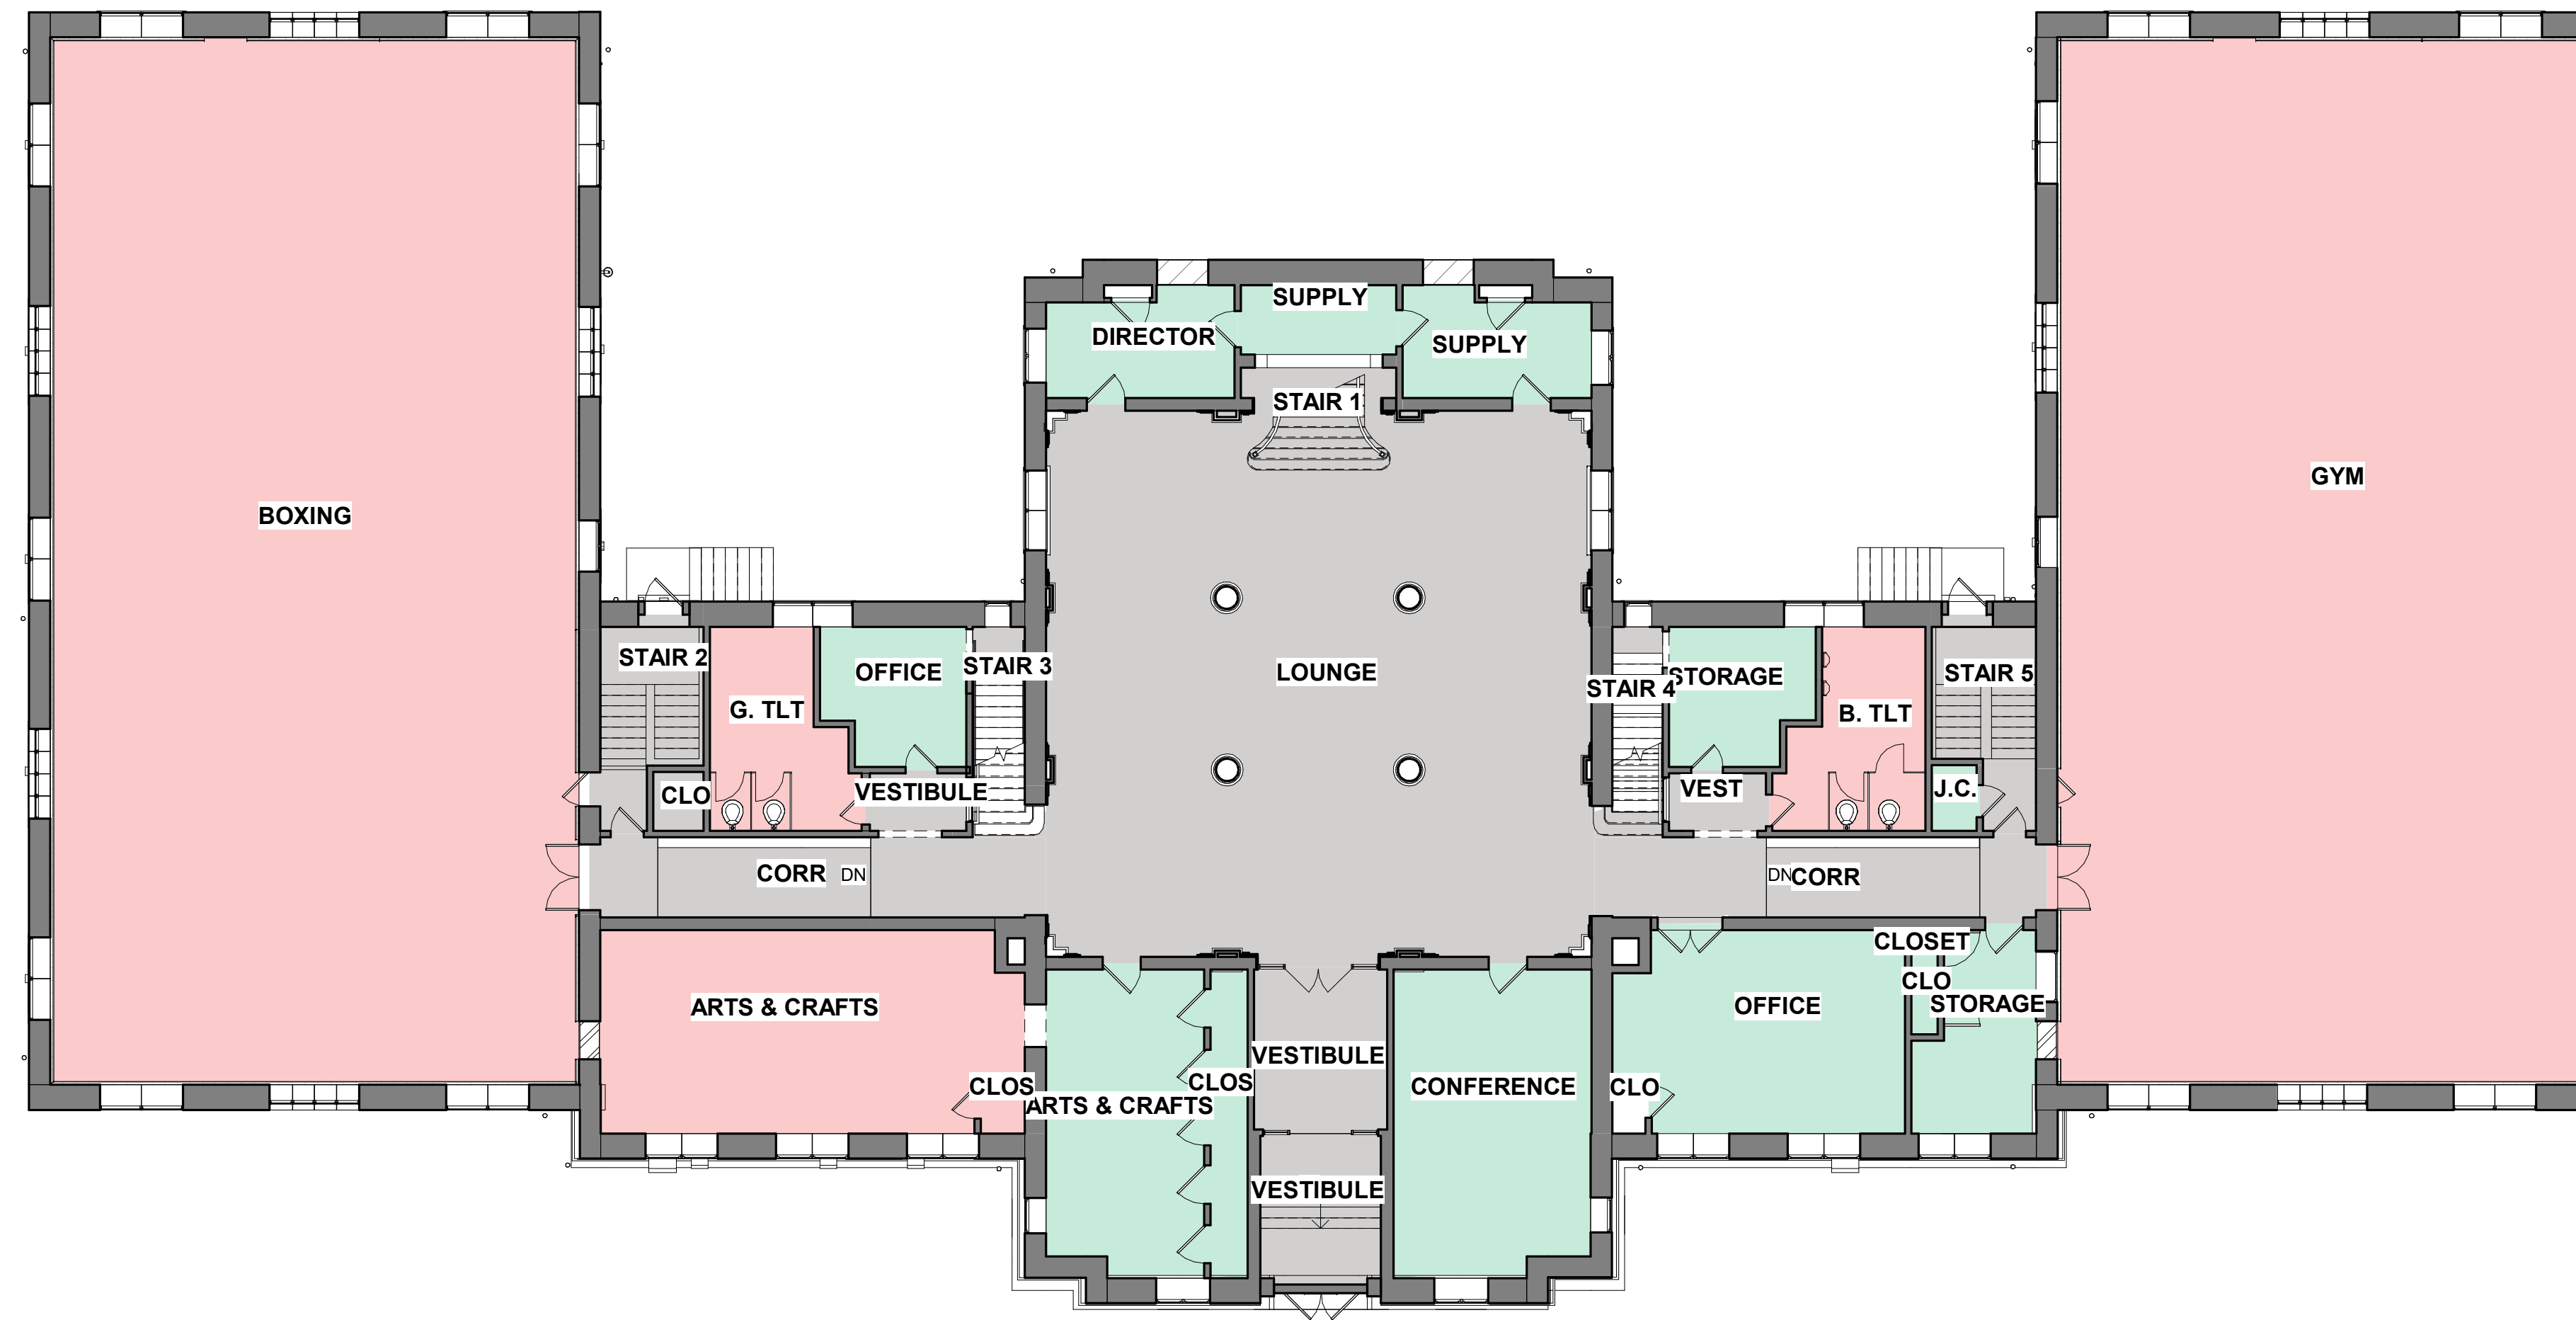 SUPPLY
DIRECTOR
SUPPLY
STAIR 1
GYM
BOXING
STAIR 2
STAIR 3
OFFICE
LOUNGE
STORAGE
STAIR 4
STAIR 5
G. TLT
B. TLT
CLO
VESTIBULE
VEST
J.C.
CORR DN
DN CORR
CLOSET
CLO
STORAGE
ARTS & CRAFTS
OFFICE
VESTIBULE
CLOS
CLOS
CONFERENCE
CLO
ARTS & CRAFTS
VESTIBULE